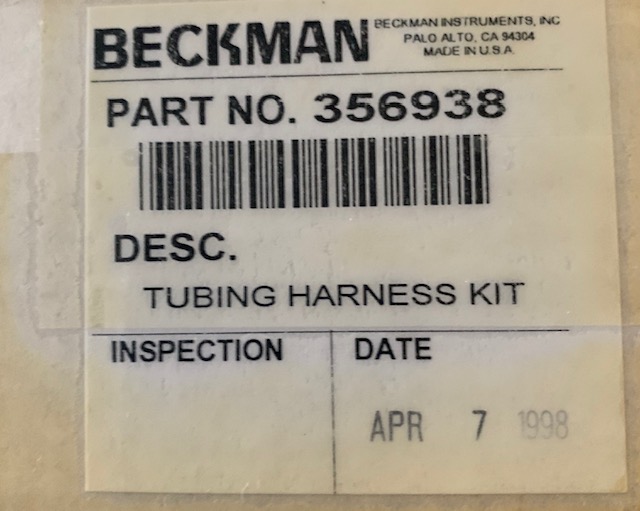 BECKMAN
BECKMAN INSTRUMENTS, INC
PALO ALTO, CA 94304
MADE IN U.S.A.
PART NO. 356938
DESC.
TUBING HARNESS KIT
INSPECTION DATE
APR 7 1998